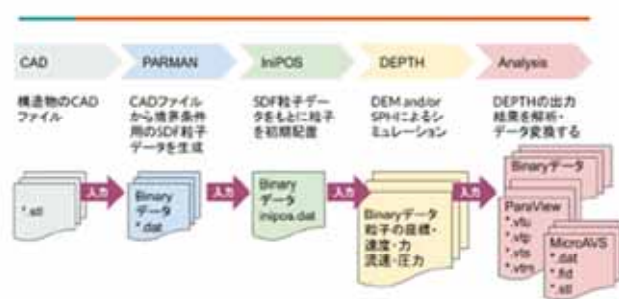 CAD
PARMAN
IniPOS
DEPTH
Analysis
構造物のCAD
ファイル
CADファイル
から境界条件
用のSDF粒子
データを生成
SDF粒子デー
タをもとに粒子
を初期配置
DEM and/or
SPHによるシ
ミュレーション
DEPTHの出力
結果を解析・
データ変換する
*.stl
入力
Binary
データ
*.dat
入力
Binary
データ
inipos.dat
入力
Binaryデータ
粒子の座標・
速度・力
流速・圧力
入力
Binaryデータ
ParaView
*.vtu
*.vtp
*.vts
*.vtm
MicroAVS
*.dat
*.fld
*.stl